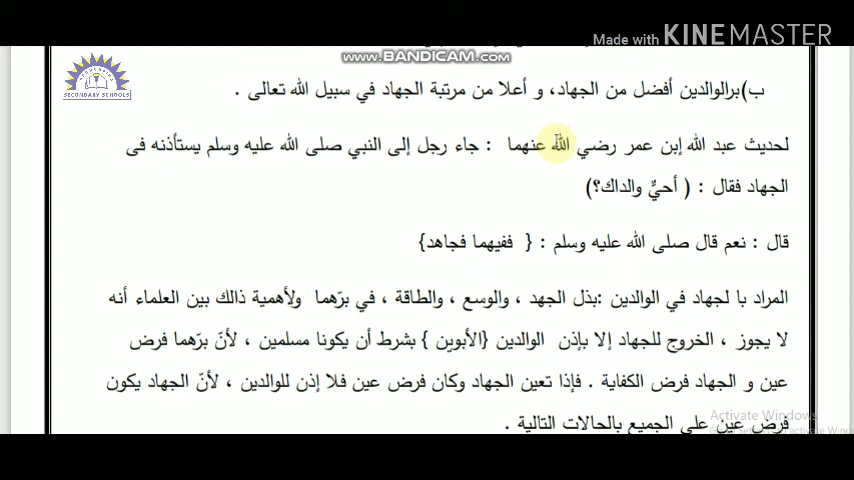 Made with KINEMASTER
www.BANDICAM.com
SECONDARY SCHOOLS
ب)برالوالدين أفضل من الجهاد، و أعلا من مرتبة الجهاد في سبيل الله تعالى .
لحديث عبد الله إبن عمر رضي الله عنهما : جاء رجل إلى النبي صلى الله عليه وسلم يستأذنه فى
الجهاد فقال : ( أحيٌّ والداك؟)
قال : نعم قال صلى الله عليه وسلم : { ففيهما فجاهد}
المراد با لجهاد في الوالدين :بذل الجهد ، والوسع ، والطاقة ، في برّهما ولأهمية ذالك بين العلماء أنه
لا يجوز ، الخروج للجهاد إلا بإذن الوالدين {الأبوين } بشرط أن يكونا مسلمين ، لأنّ برّهما فرض
عين و الجهاد فرض الكفاية . فإذا تعين الجهاد وكان فرض عين فلا إذن للوالدين ، لأنّ الجهاد يكون
فرض عين على الجميع بالحالات التالية .
Activate Windows